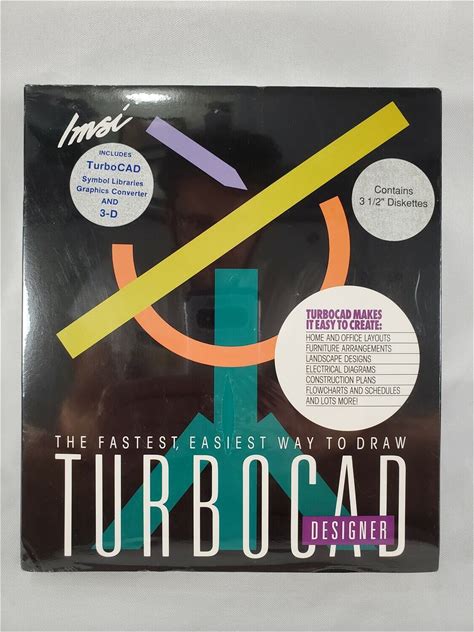 Imsi
INCLUDES
TurboCAD
Symbol Libraries
Graphics Converter
AND
3-D
Contains
3 1/2" Diskettes
TURBOCAD MAKES
IT EASY TO CREATE:
HOME AND OFFICE LAYOUTS
FURNITURE ARRANGEMENTS
LANDSCAPE DESIGNS
ELECTRICAL DIAGRAMS
CONSTRUCTION PLANS
FLOWCHARTS AND SCHEDULES
AND LOTS MORE!
THE FASTEST, EASIEST WAY TO DRAW
TURBOCAD
DESIGNER